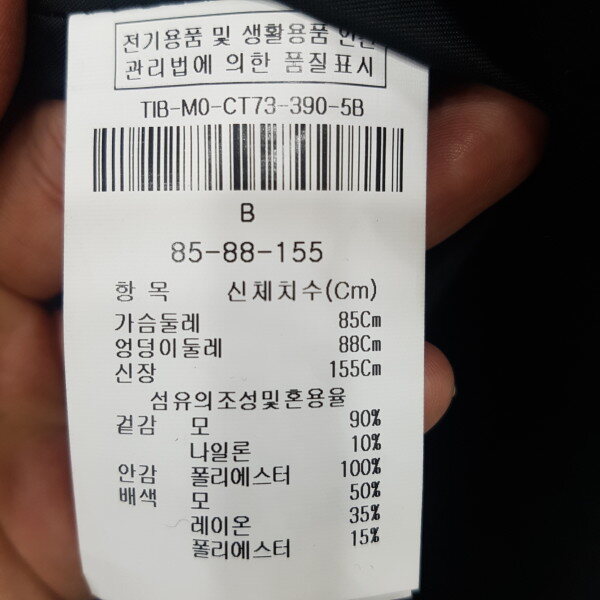 전기용품 및 생활용품 안전
관리법에 의한 품질표시
TIB-MO-CT73-390-5B
B
85-88-155
항 목 신체치수(Cm)
가슴둘레 85Cm
엉덩이둘레 88Cm
신장 155Cm
섬유의조성및혼용율
겉감 모 90%
나일론 10%
안감 폴리에스터 100%
배색 모 50%
레이온 35%
폴리에스터 15%